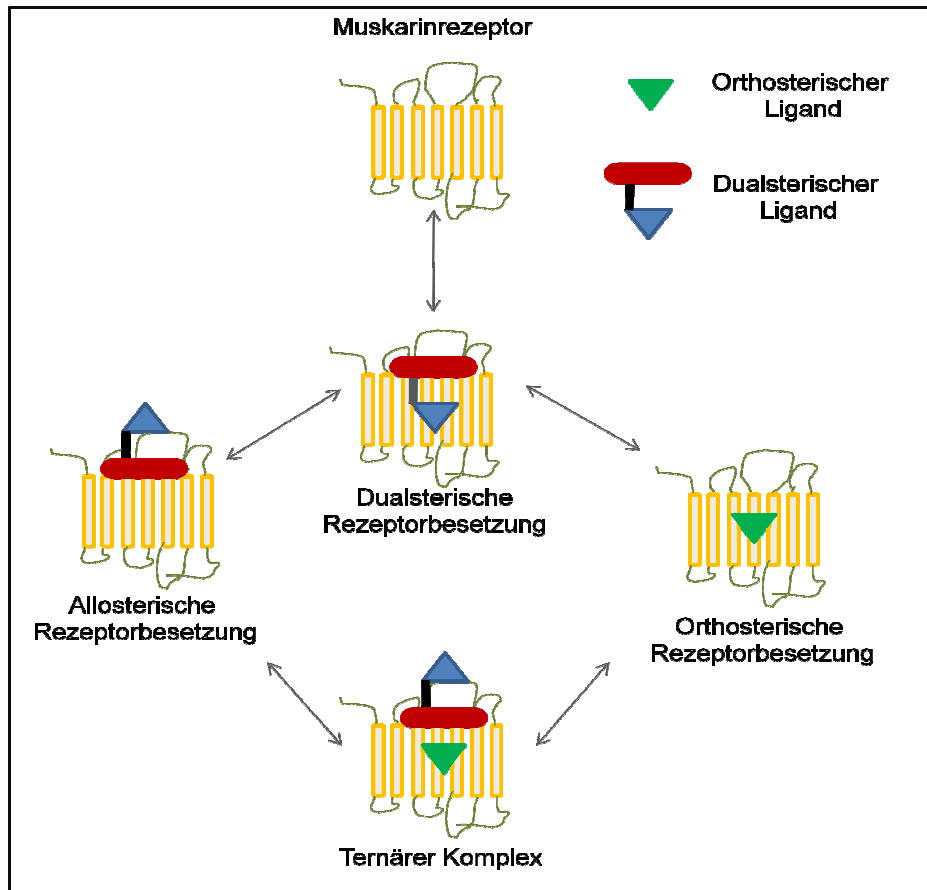 Muskarinrezeptor
Orthosterischer
Ligand
Dualsterischer
Ligand
Dualsterische
Rezeptorbesetzung
Allosterische
Rezeptorbesetzung
Orthosterische
Rezeptorbesetzung
Ternärer Komplex